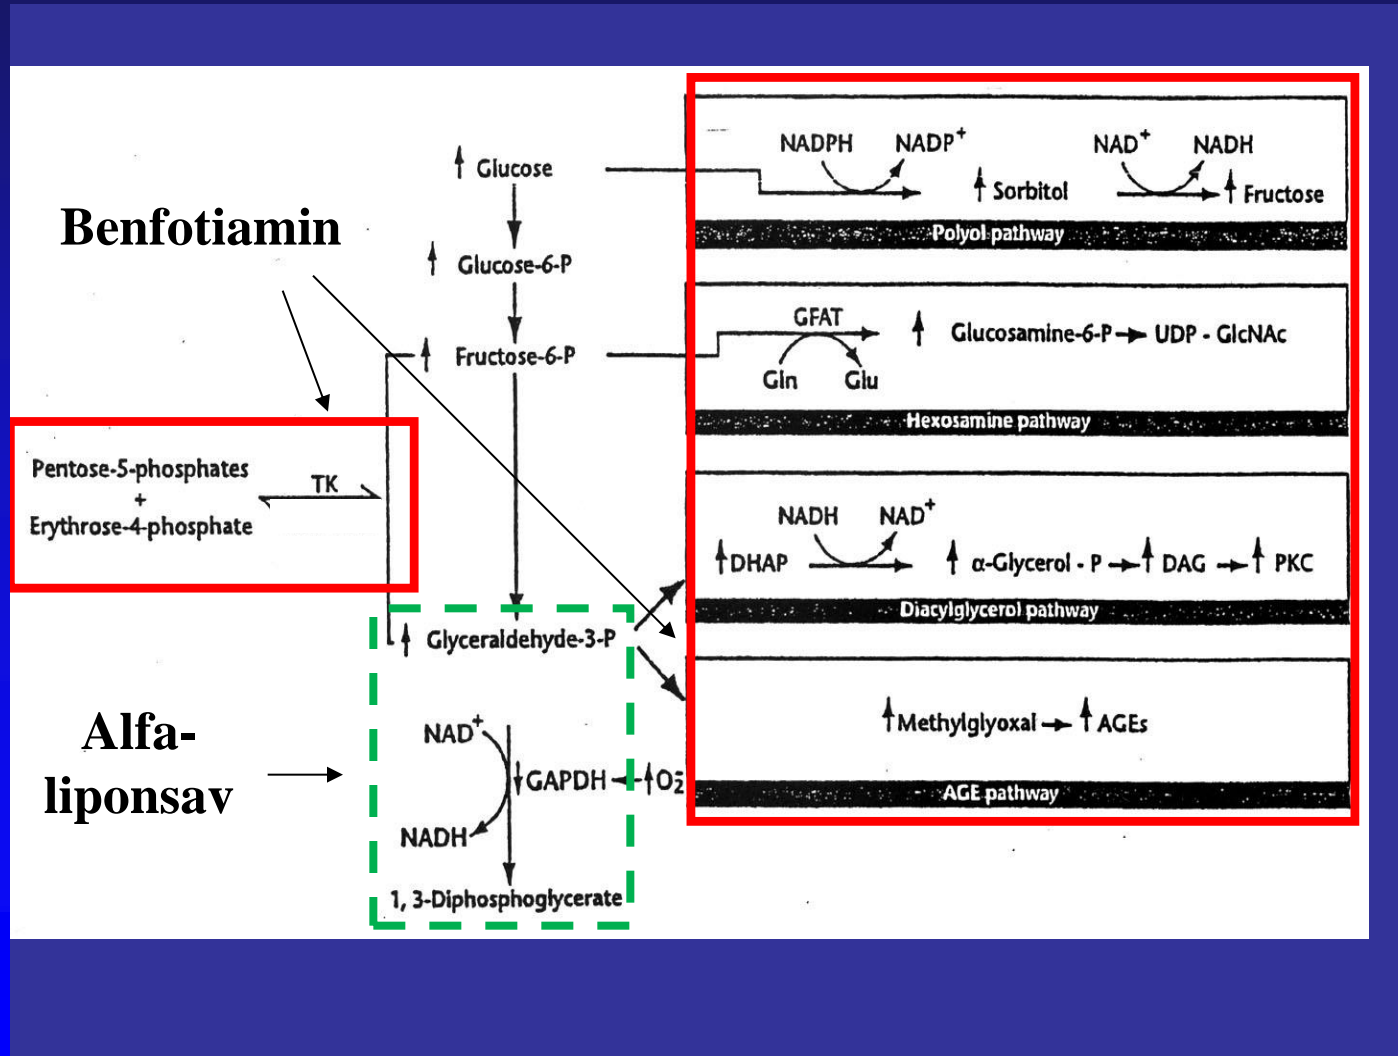 Benfotiamin
Alfa-
liponsav
↑ Glucose
↑ Glucose-6-P
↑ Fructose-6-P
Pentose-5-phosphates
+
Erythrose-4-phosphate
TK
↑ Glyceraldehyde-3-P
NAD⁺
↓GAPDH ← ↑O₂⁻
NADH
1, 3-Diphosphoglycerate
NADPH NADP⁺ NAD⁺ NADH
↑ Sorbitol ↑ Fructose
Polyol pathway
GFAT
↑ Glucosamine-6-P → UDP - GlcNAc
Gln Glu
Hexosamine pathway
NADH NAD⁺
↑DHAP ↑ α-Glycerol - P → ↑ DAG → ↑ PKC
Diacylglycerol pathway
↑Methylglyoxal → ↑ AGEs
AGE pathway